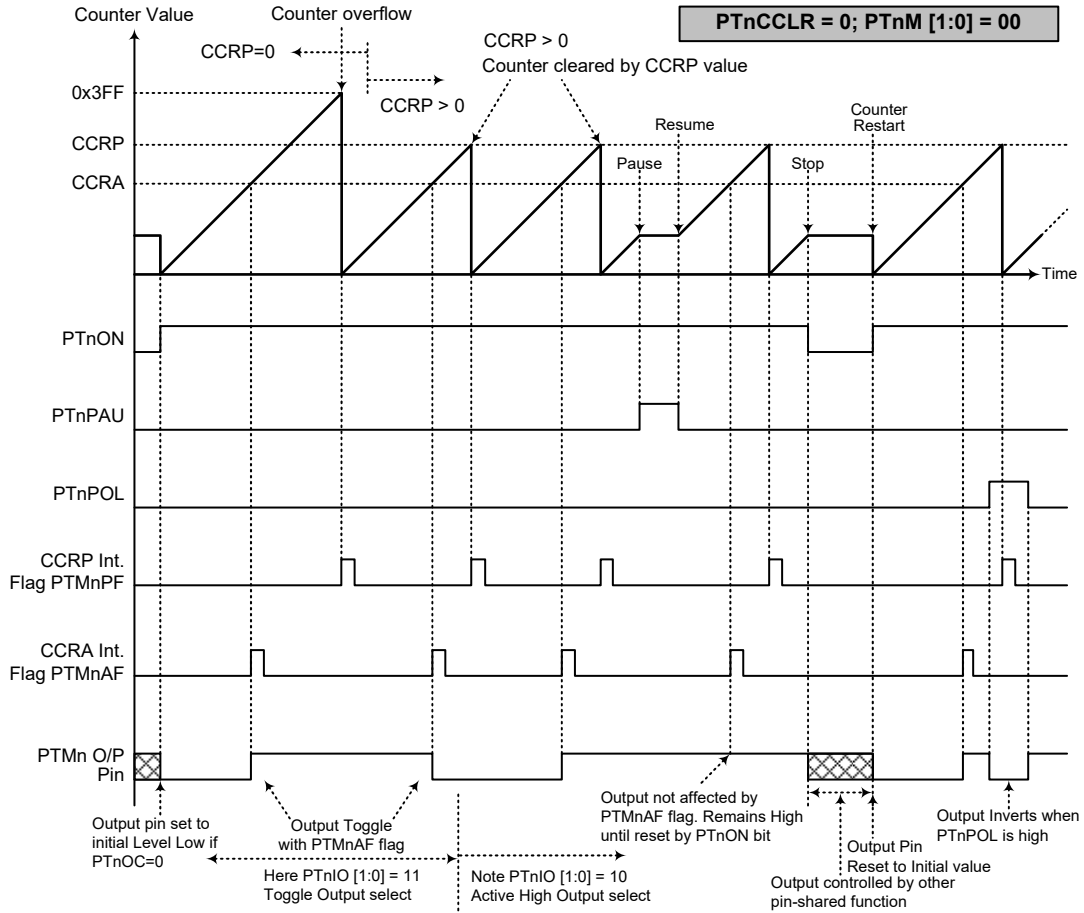 Counter Value
Counter overflow
PTnCCLR = 0; PTnM [1:0] = 00
CCRP=0
CCRP > 0
CCRP > 0
Counter cleared by CCRP value
0x3FF
CCRP
CCRA
Pause
Resume
Stop
Counter
Restart
Time
PTnON
PTnPAU
PTnPOL
CCRP Int.
Flag PTMnPF
CCRA Int.
Flag PTMnAF
PTMn O/P
Pin
Output pin set to
initial Level Low if
PTnOC=0
Output Toggle
with PTMnAF flag
Here PTnIO [1:0] = 11
Toggle Output select
Note PTnIO [1:0] = 10
Active High Output select
Output not affected by
PTMnAF flag. Remains High
until reset by PTnON bit
Output Pin
Reset to Initial value
Output controlled by other
pin-shared function
Output Inverts when
PTnPOL is high